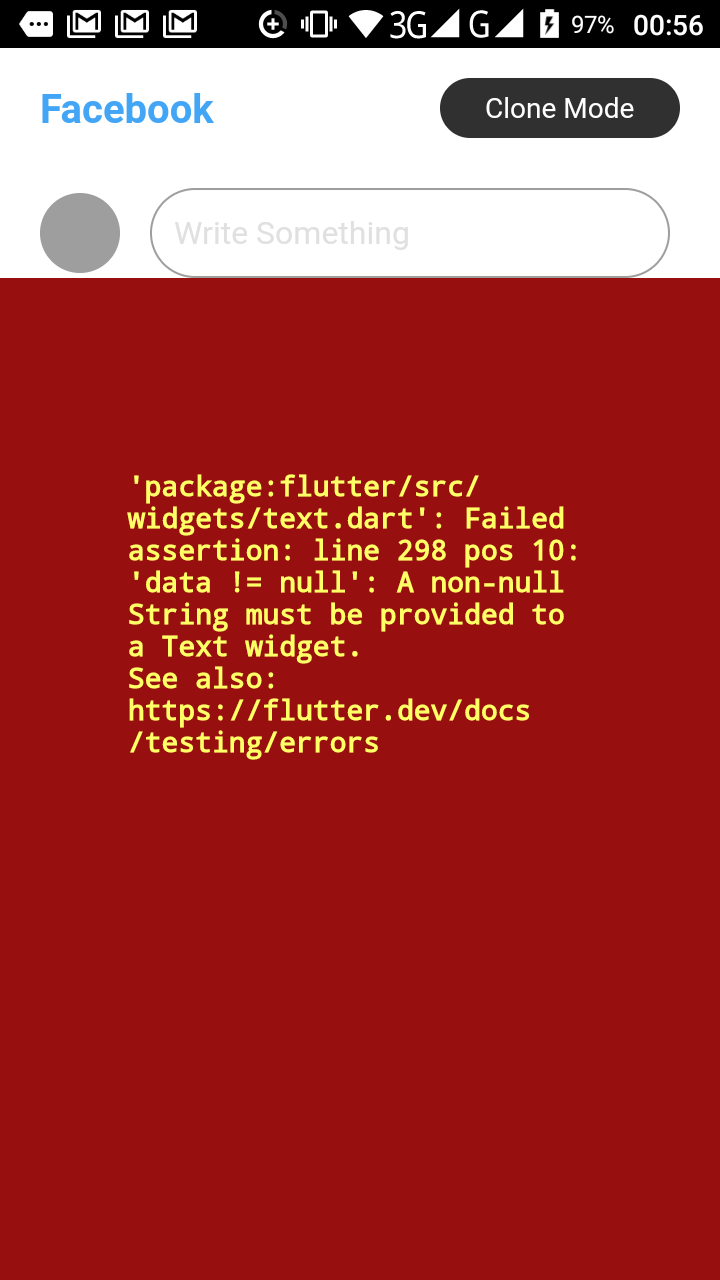 3G G 97% 00:56
Facebook Clone Mode
Write Something
'package:flutter/src/
widgets/text.dart': Failed
assertion: line 298 pos 10:
'data != null': A non-null
String must be provided to
a Text widget.
See also:
https://flutter.dev/docs
/testing/errors